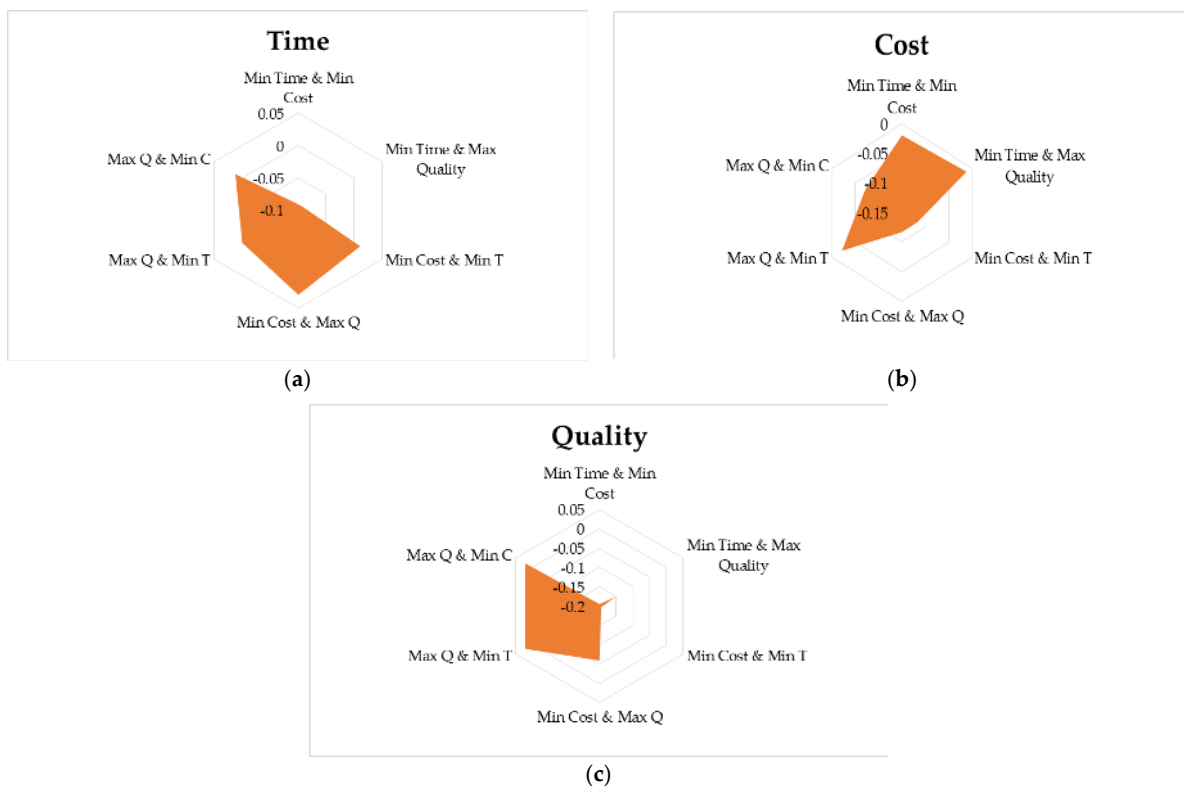 Time
Min Time & Min
Cost
0.05
0
-0.05
-0.1
Min Time & Max
Quality
Min Cost & Min T
Min Cost & Max Q
Max Q & Min T
Max Q & Min C
(a)
Cost
Min Time & Min
Cost
0
-0.05
-0.1
-0.15
Min Time & Max
Quality
Min Cost & Min T
Min Cost & Max Q
Max Q & Min T
Max Q & Min C
(b)
Quality
Min Time & Min
Cost
0.05
0
-0.05
-0.1
-0.15
-0.2
Min Time & Max
Quality
Min Cost & Min T
Min Cost & Max Q
Max Q & Min T
Max Q & Min C
(c)